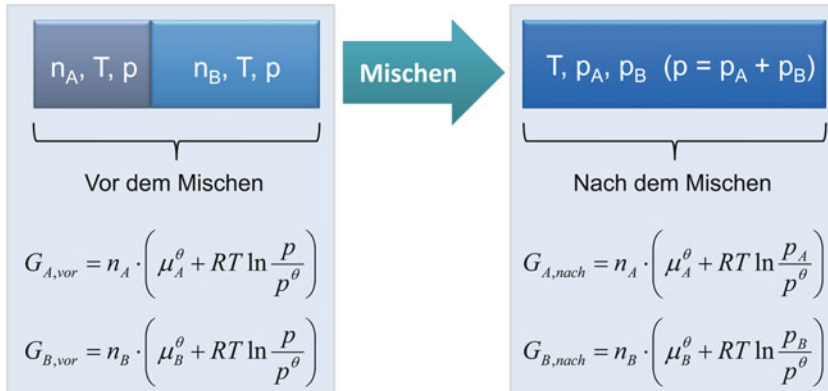 n_A, T, p
n_B, T, p
Mischen
T, p_A, p_B (p = p_A + p_B)
Vor dem Mischen
Nach dem Mischen
G_{A,vor} = n_A · (μ_A^θ + RT ln p/p^θ)
G_{B,vor} = n_B · (μ_B^θ + RT ln p/p^θ)
G_{A,nach} = n_A · (μ_A^θ + RT ln p_A/p^θ)
G_{B,nach} = n_B · (μ_B^θ + RT ln p_B/p^θ)